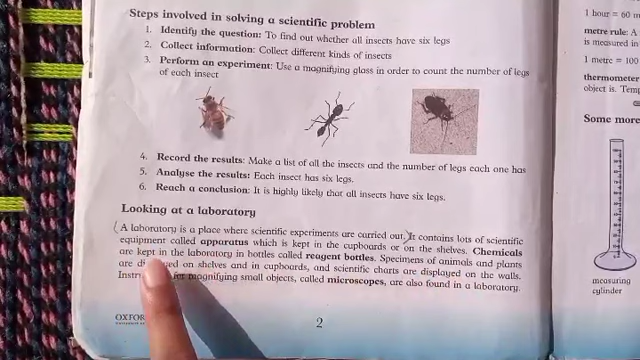 Steps involved in solving a scientific problem
1. Identify the question: To find out whether all insects have six legs
2. Collect information: Collect different kinds of insects
3. Perform an experiment: Use a magnifying glass in order to count the number of legs
of each insect
4. Record the results: Make a list of all the insects and the number of legs each one has
5. Analyse the results: Each insect has six legs.
6. Reach a conclusion: It is highly likely that all insects have six legs.
Looking at a laboratory
A laboratory is a place where scientific experiments are carried out. It contains lots of scientific
equipment called apparatus which is kept in the cupboards or on the shelves. Chemicals
are kept in the laboratory in bottles called reagent bottles. Specimens of animals and plants
are on shelves and in cupboards, and scientific charts are displayed on the walls.
for magnifying small objects, called microscopes, are also found in a laboratory.
OXFO
2
1 hour = 60 m
metre rule: A
is measured in
1 metre = 100
thermometer
object is. Temp
Some more
measuring
cylinder